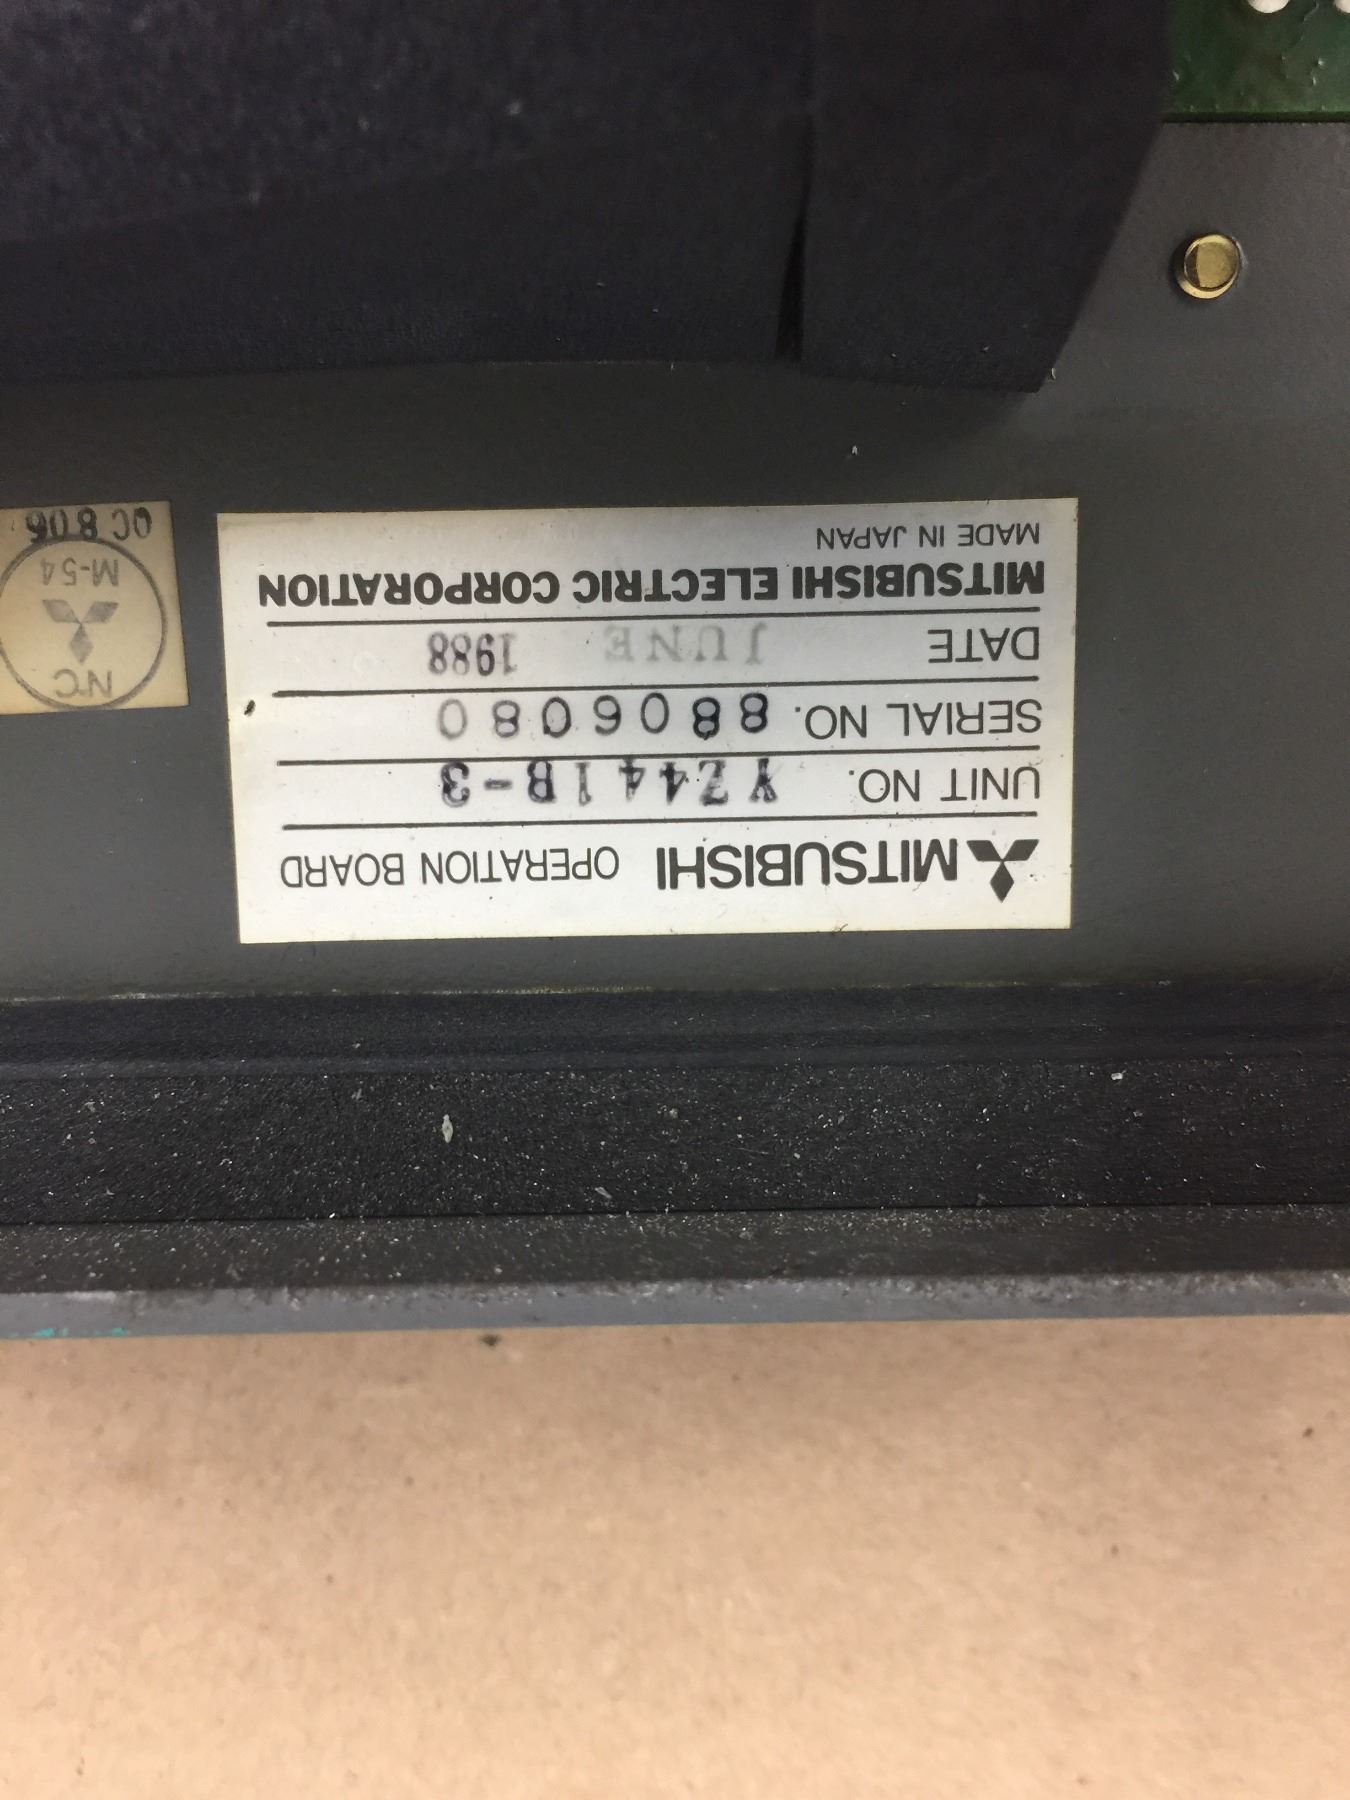 MITSUBISHI OPERATION BOARD
UNIT NO. YZ441B-3
SERIAL NO. 8806080
DATE JUNE 1988
MITSUBISHI ELECTRIC CORPORATION
MADE IN JAPAN
NC
M-54
QC 806